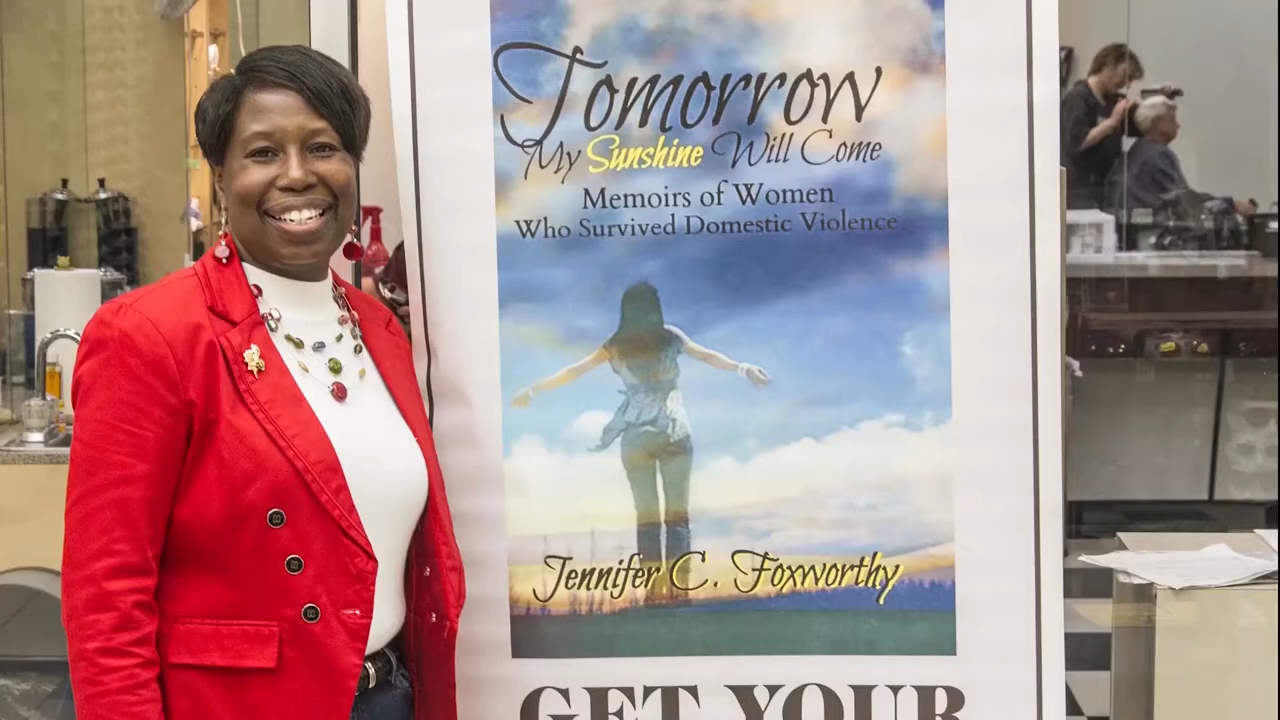 Tomorrow
My Sunshine Will Come
Memoirs of Women
Who Survived Domestic Violence
Jennifer C. Foxworthy
GET YOUR